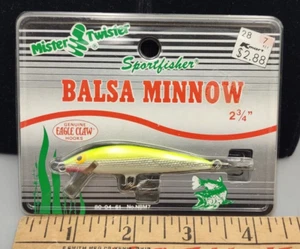 Mister Twister
Sportfisher
BALSA MINNOW
2 3/4"
GENUINE
EAGLE CLAW
HOOKS
$2.88